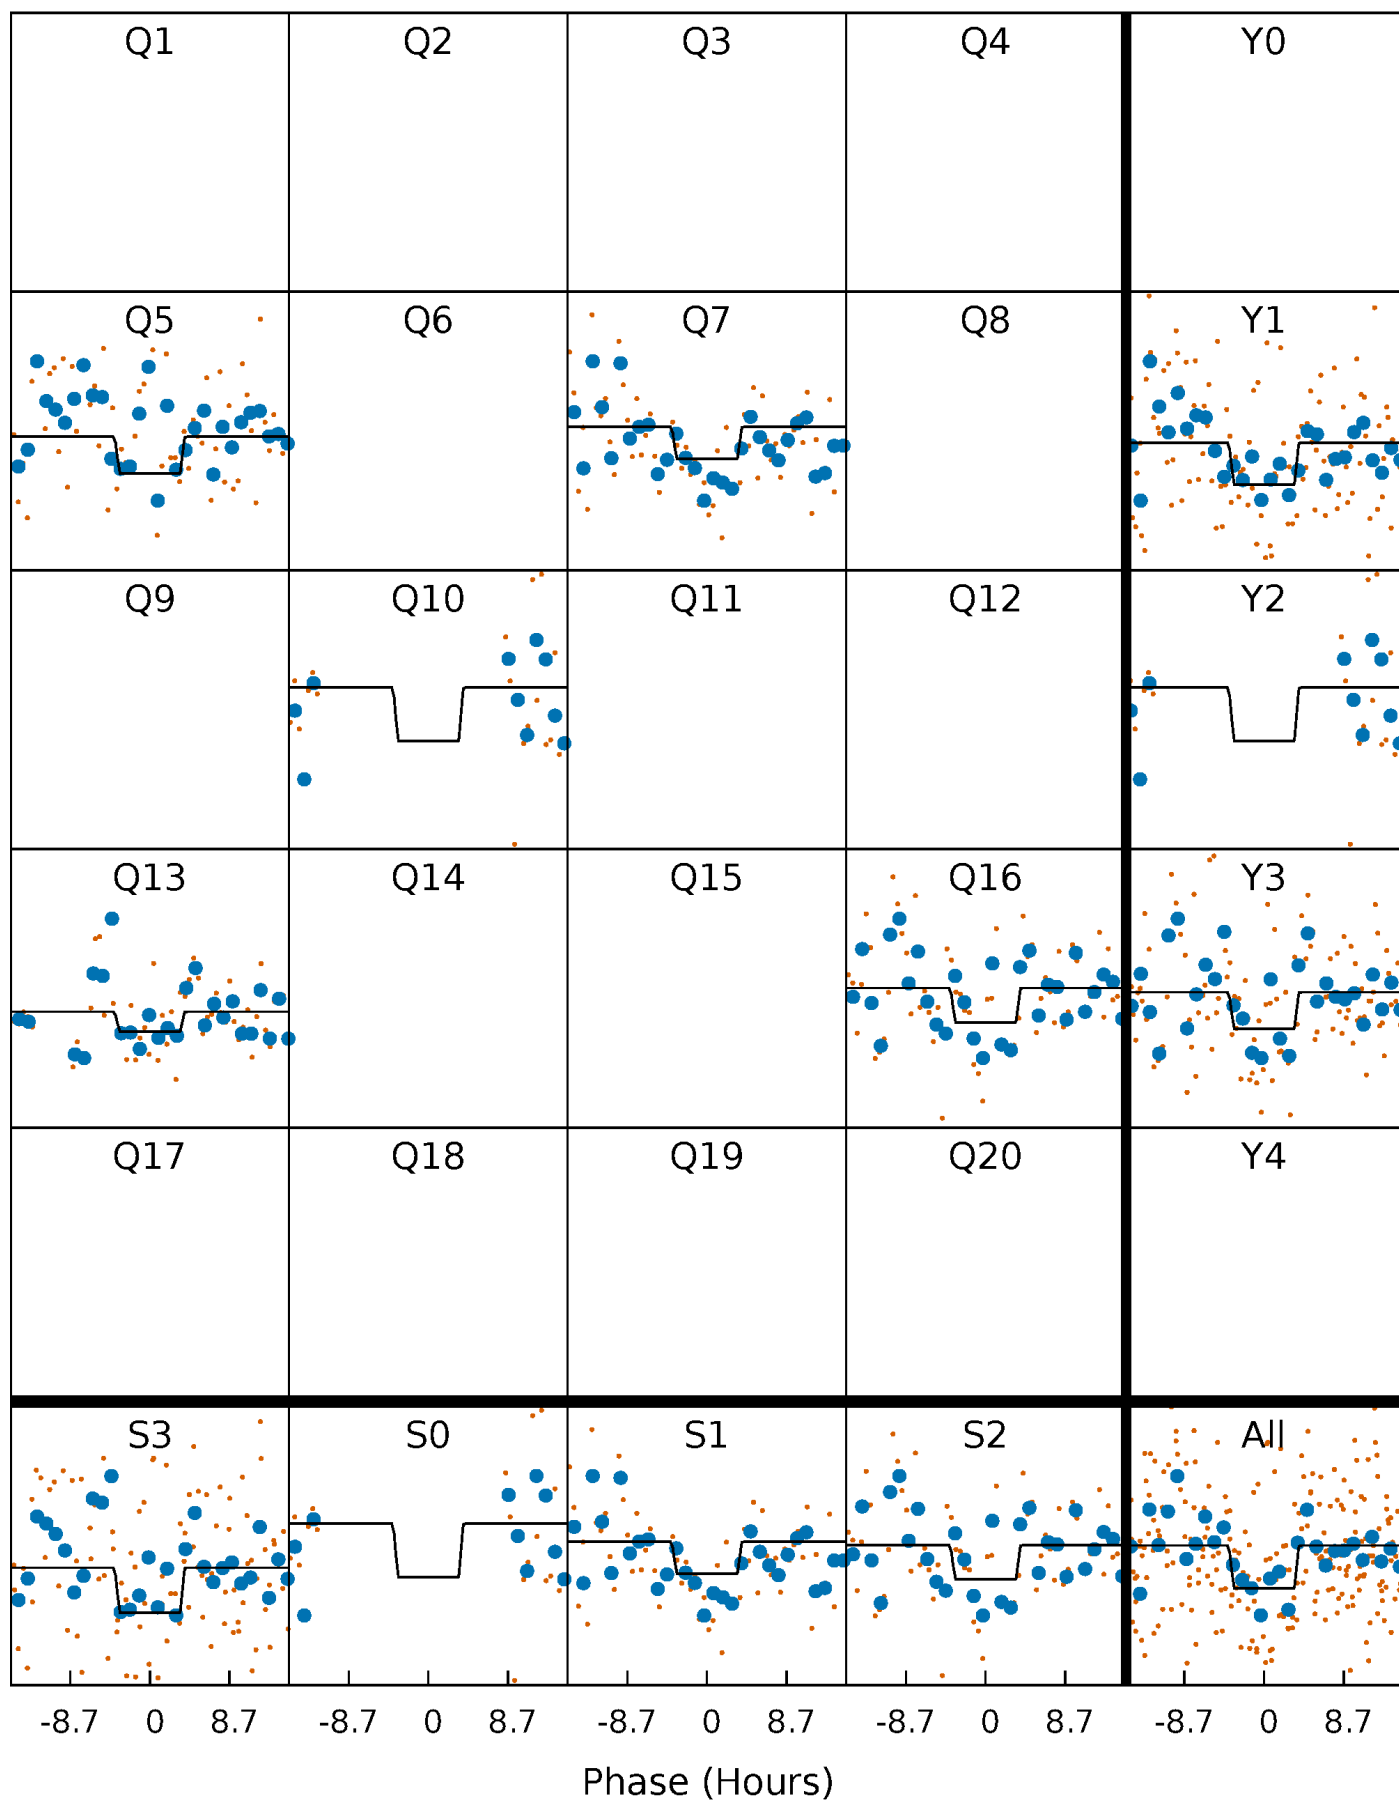 Q1 Q2 Q3 Q4 Y0
Q5 Q6 Q7 Q8 Y1
Q9 Q10 Q11 Q12 Y2
Q13 Q14 Q15 Q16 Y3
Q17 Q18 Q19 Q20 Y4
S3 S0 S1 S2 All
-8.7 0 8.7 -8.7 0 8.7 -8.7 0 8.7 -8.7 0 8.7 -8.7 0 8.7
Phase (Hours)